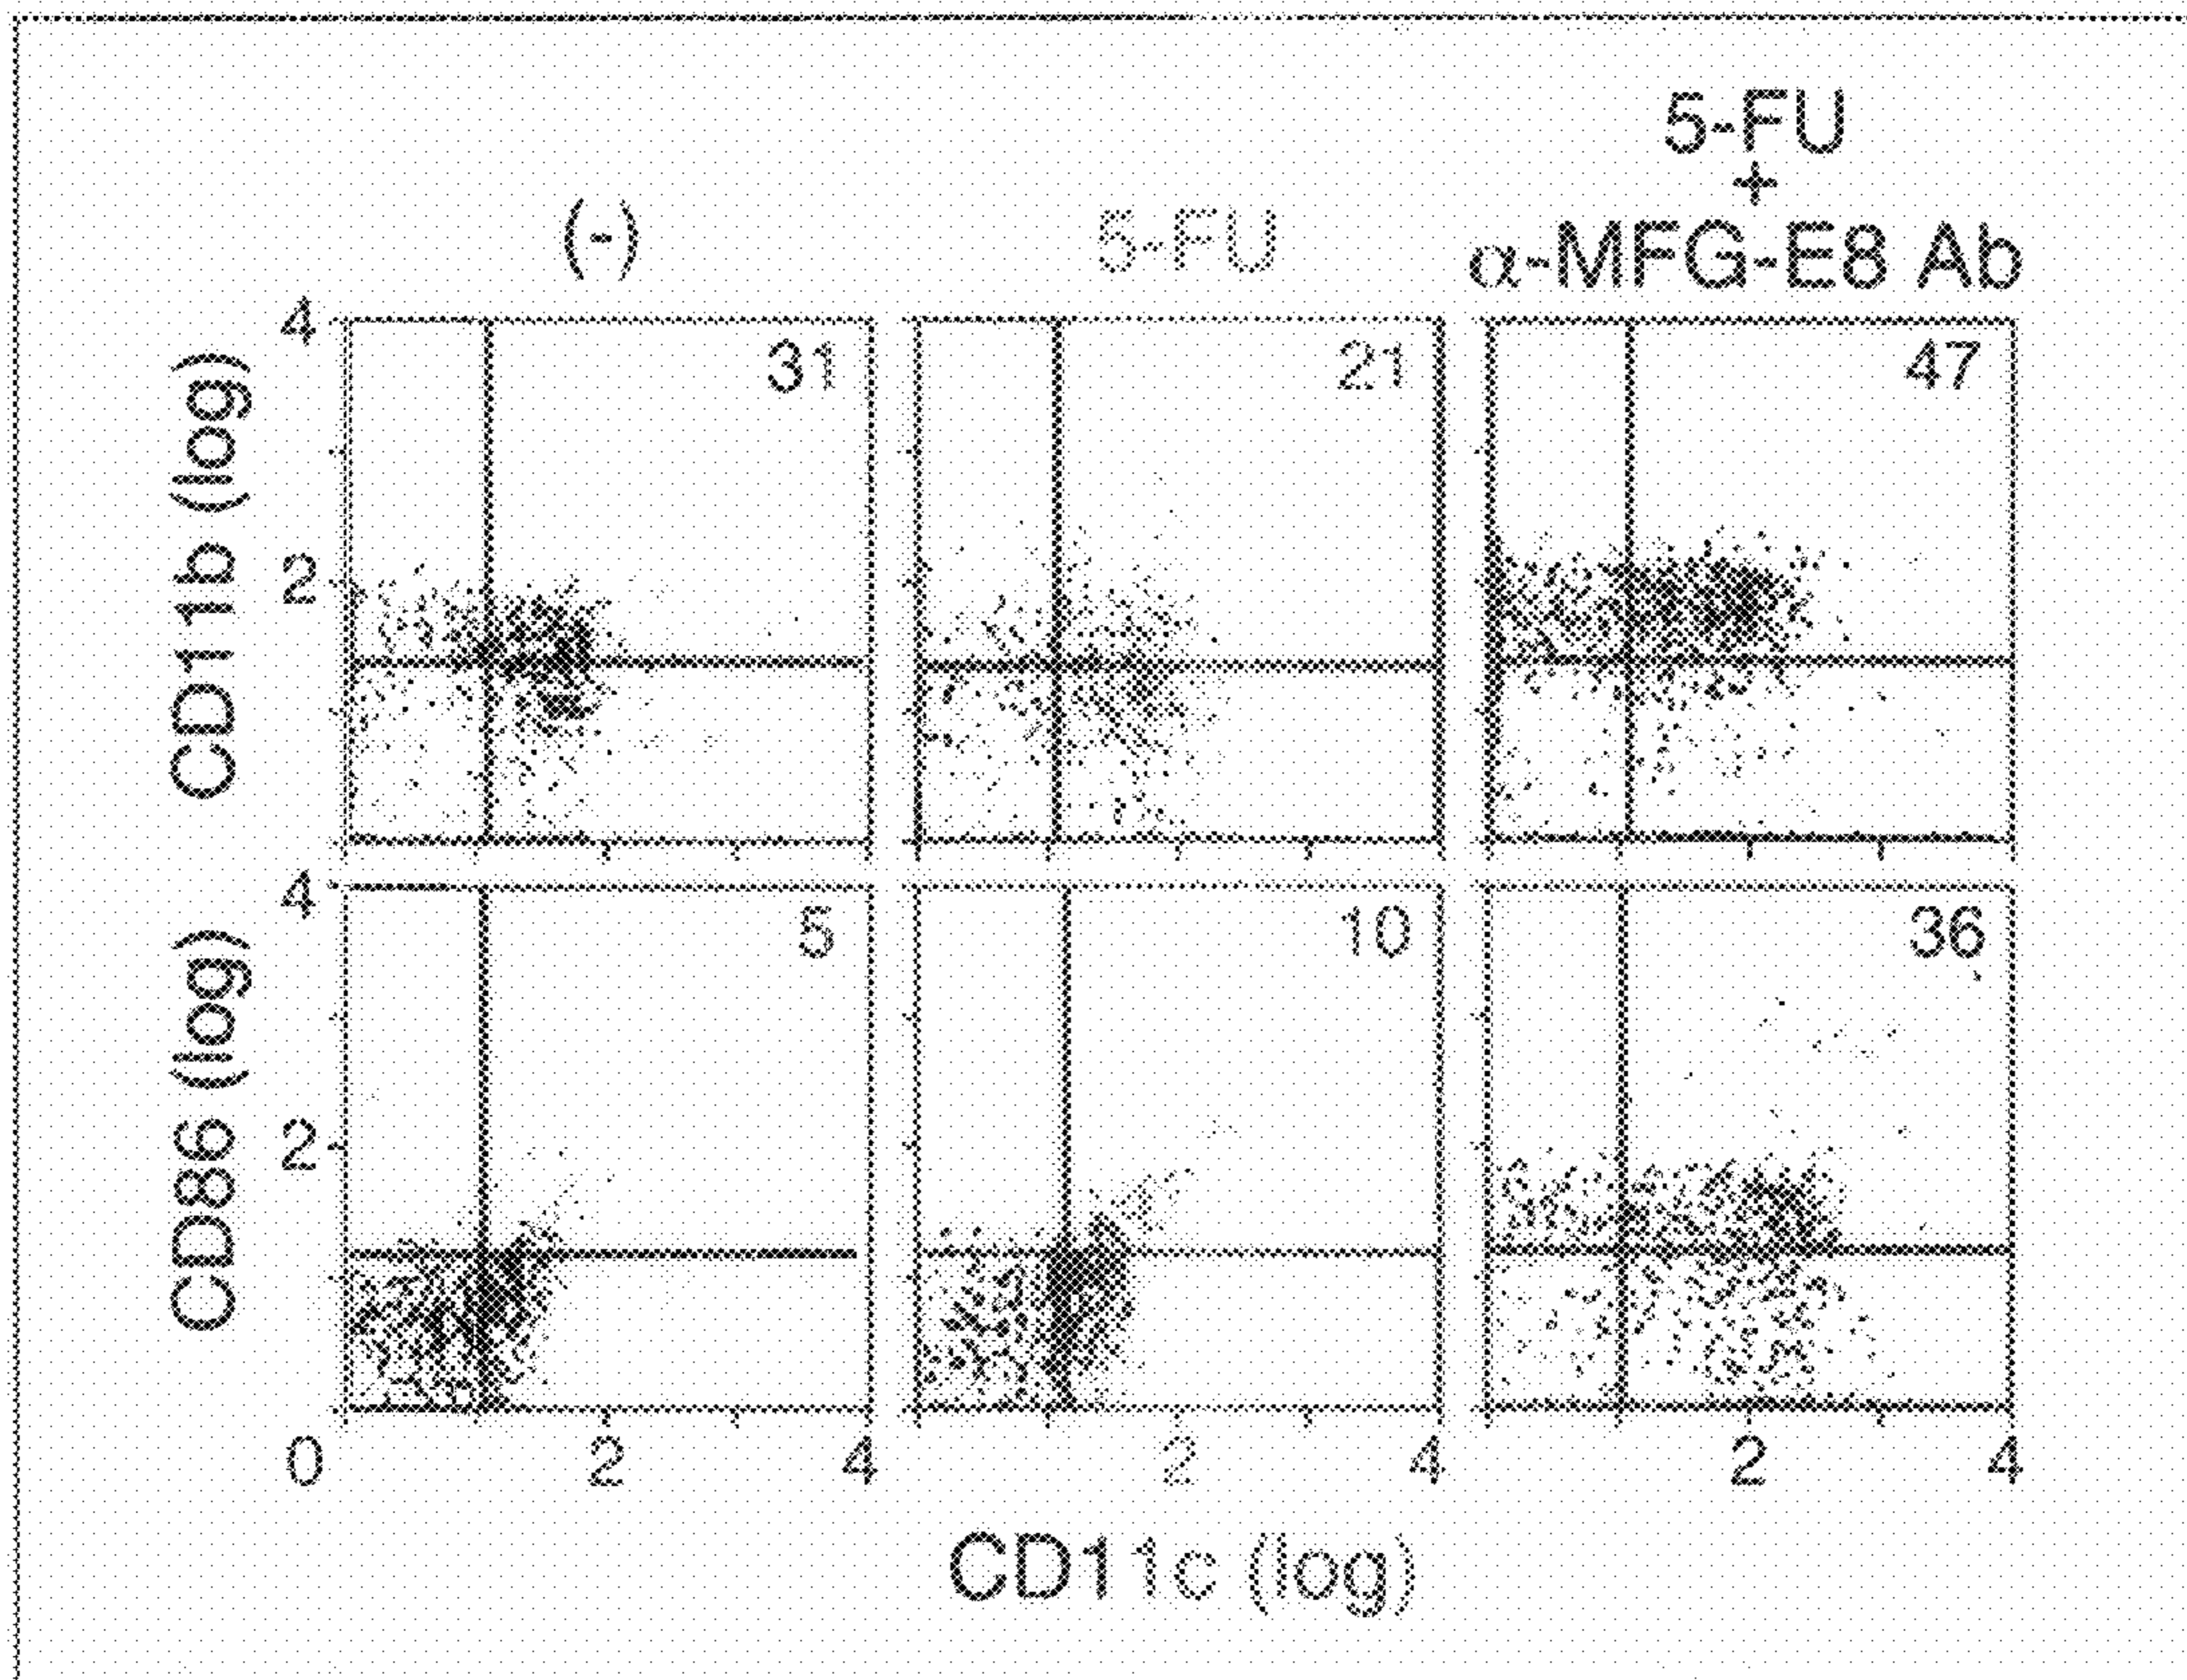 5-FU
+
(-) 5-FU α-MFG-E8 Ab
4
31 21 47
CD11b (log)
2
4
5 10 36
CD86 (log)
2
0 2 4 2 4 2 4
CD11c (log)